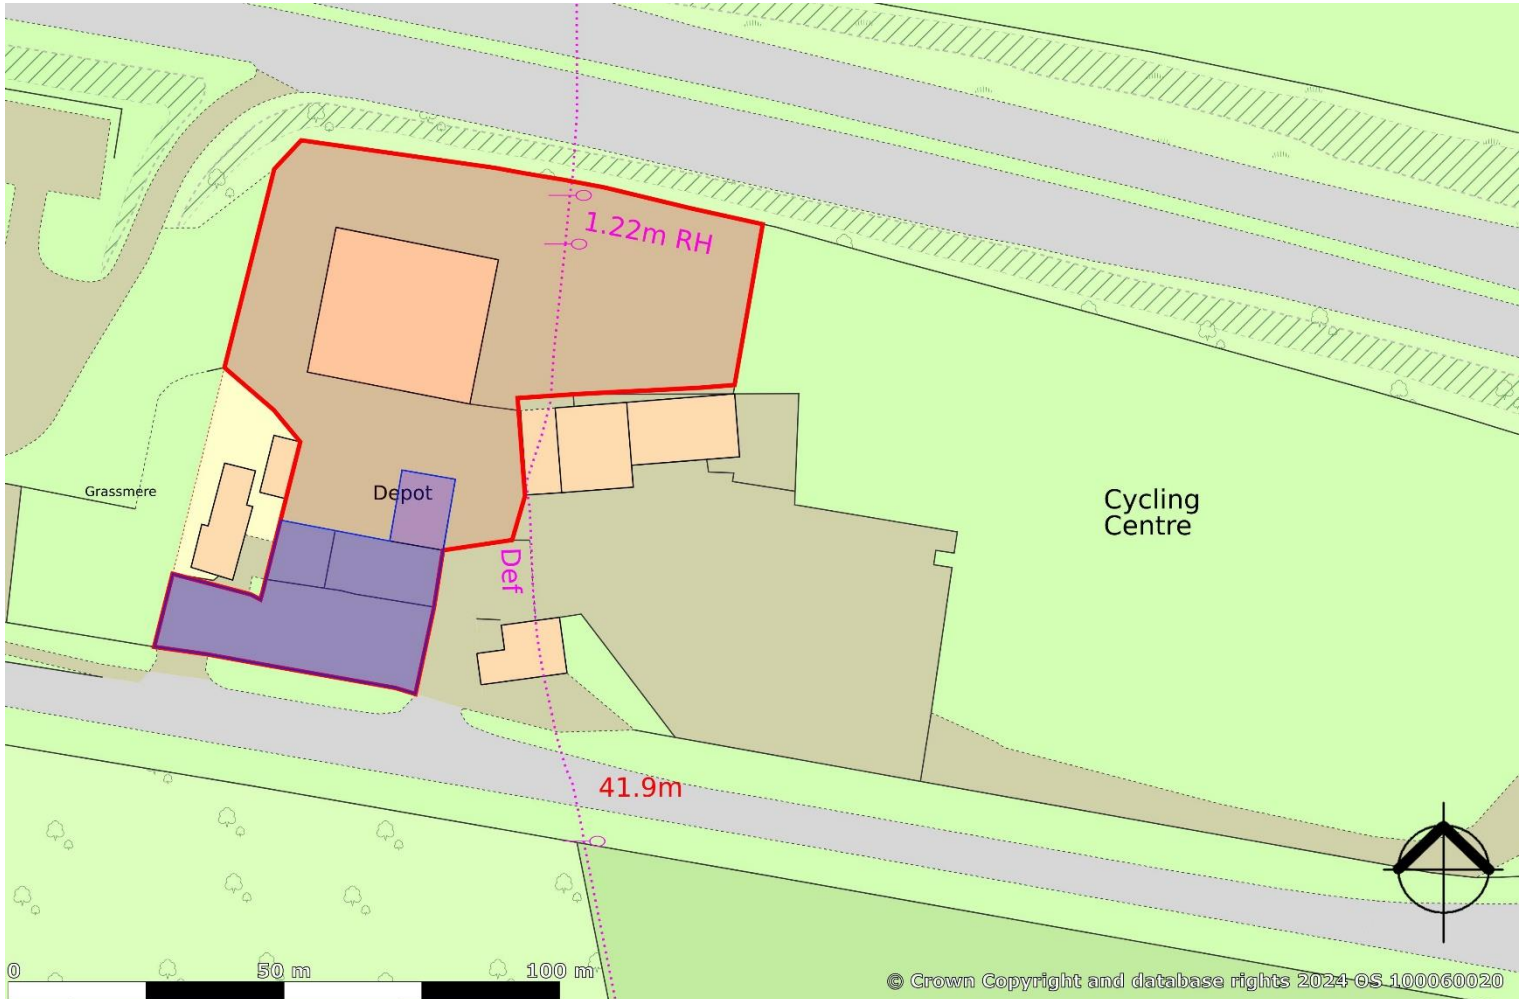 1.22m RH
Grassmere
Depot
Cycling
Centre
Def
41.9m
0
50 m
100 m
© Crown Copyright and database rights 2024 OS 100060020